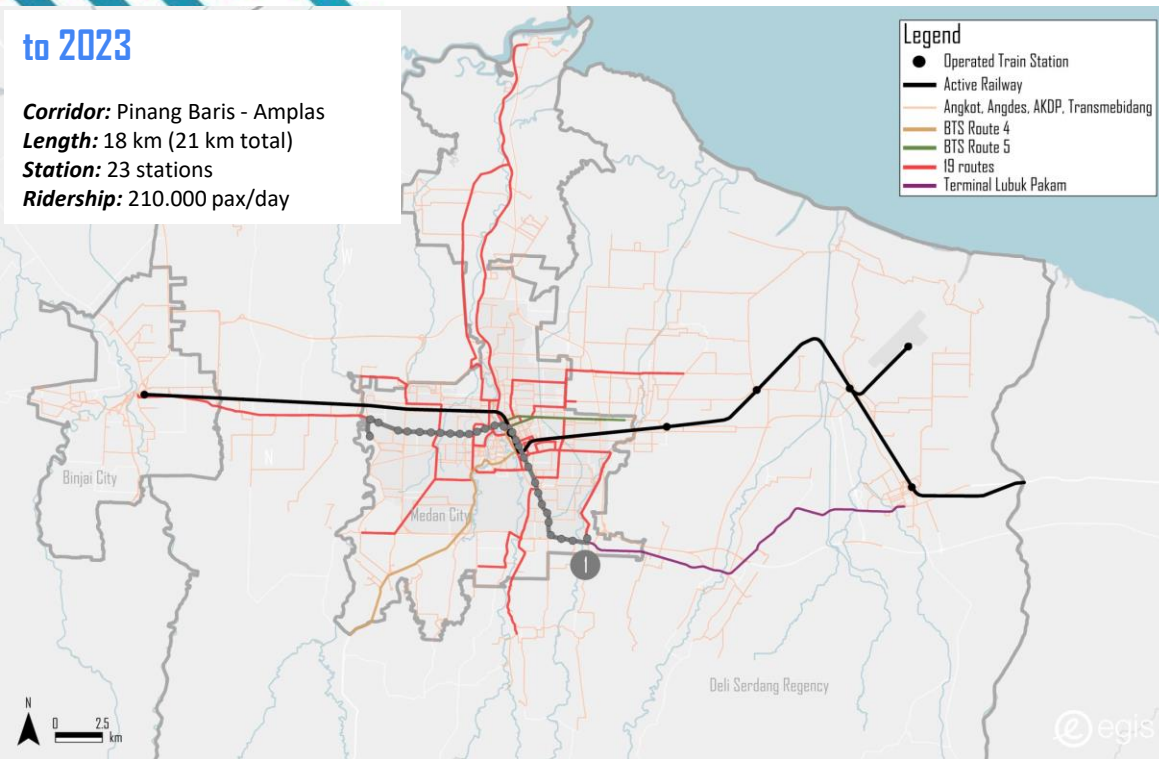 to 2023
Corridor: Pinang Baris - Amplas
Length: 18 km (21 km total)
Station: 23 stations
Ridership: 210.000 pax/day
Legend
Operated Train Station
Active Railway
Angkot, Angdes, AKDP, Transmebidang
BTS Route 4
BTS Route 5
19 routes
Terminal Lubuk Pakam
W
N
Binjai City
Medan City
1
Deli Serdang Regency
N
0 2.5
km
egis